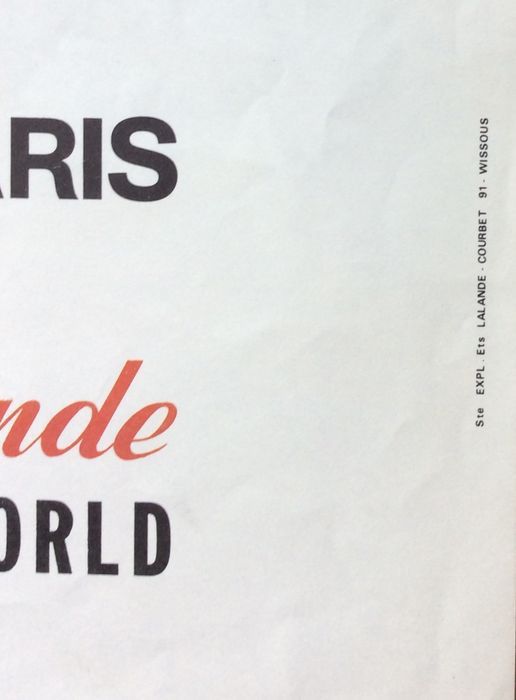 ARIS
nde
ORLD
Ste EXPL. Ets LALANDE - COURBET 91 - WISSOUS